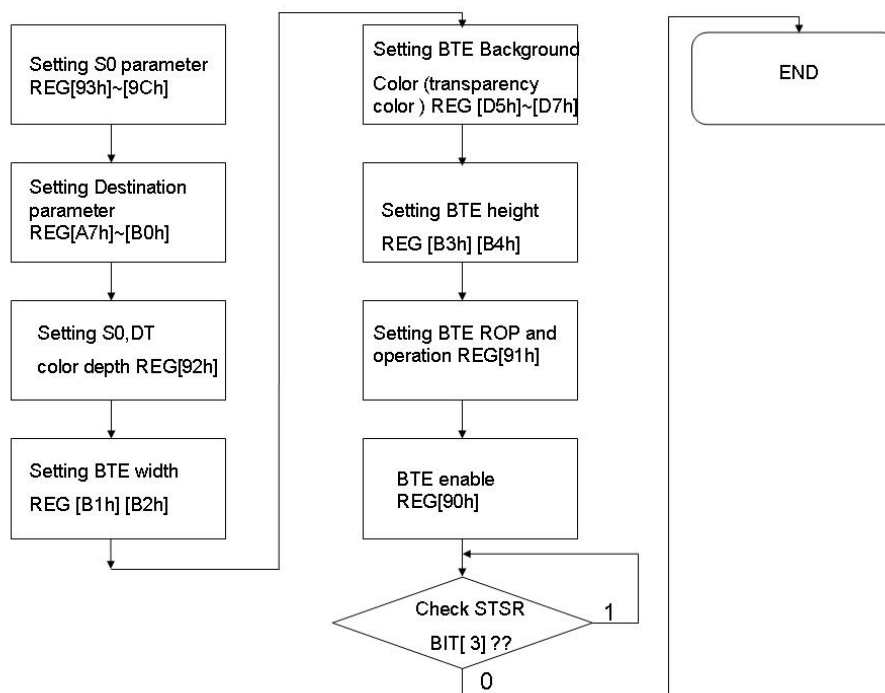 Setting S0 parameter
REG[93h]~[9Ch]
Setting Destination
parameter
REG[A7h]~[B0h]
Setting S0,DT
color depth REG[92h]
Setting BTE width
REG [B1h] [B2h]
Setting BTE Background
Color (transparency
color ) REG [D5h]~[D7h]
Setting BTE height
REG [B3h] [B4h]
Setting BTE ROP and
operation REG[91h]
BTE enable
REG[90h]
Check STSR
BIT[ 3] ??
1
0
END